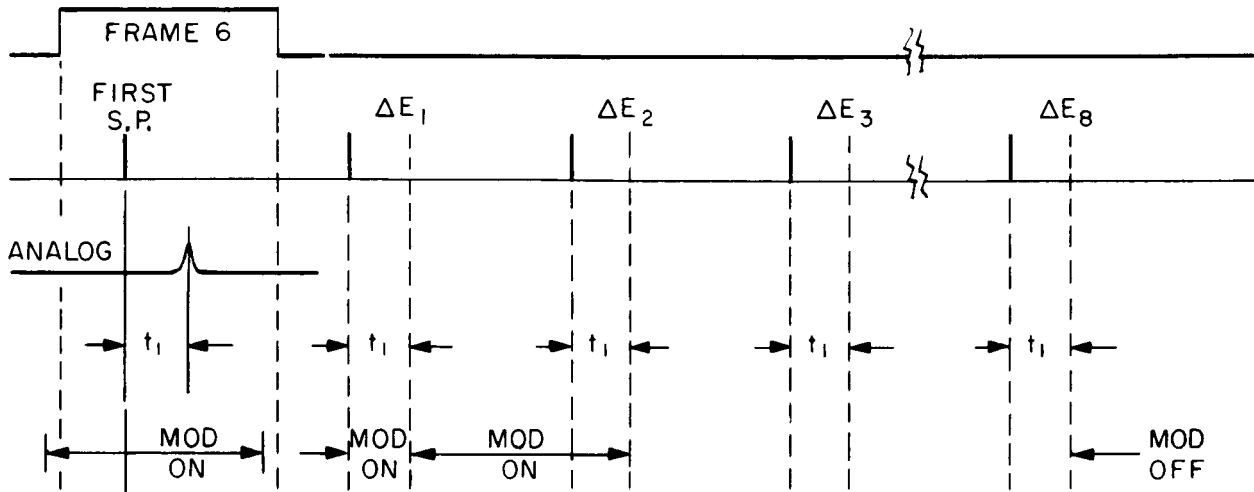 FRAME 6
FIRST
S.P.
ΔE₁
ΔE₂
ΔE₃
ΔE₈
ANALOG
t₁
t₁
t₁
t₁
t₁
MOD
ON
MOD
ON
MOD
ON
MOD
OFF